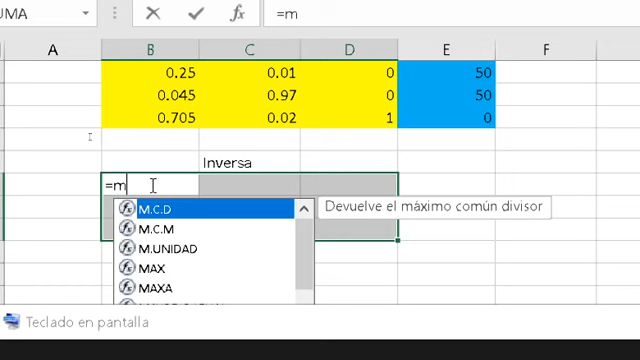 UMA =m
A B C D E F
0.25 0.01 0 50
0.045 0.97 0 50
0.705 0.02 1 0
Inversa
=m
M.C.D Devuelve el máximo común divisor
M.C.M
M.UNIDAD
MAX
MAXA
Teclado en pantalla